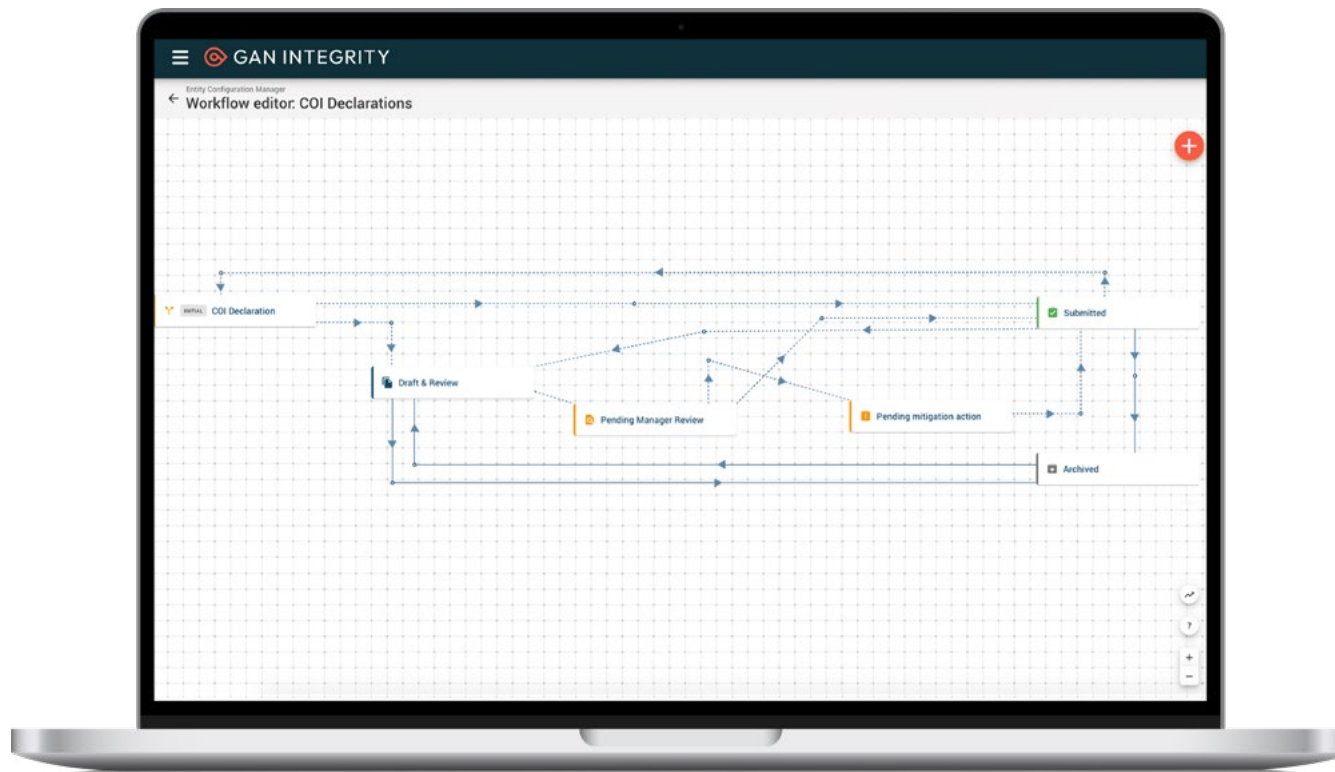 GAN INTEGRITY
Entity Configuration Manager
Workflow editor: COI Declarations
INITIAL COI Declaration
Submitted
Draft & Review
Pending Manager Review
Pending mitigation action
Archived
?
+
−